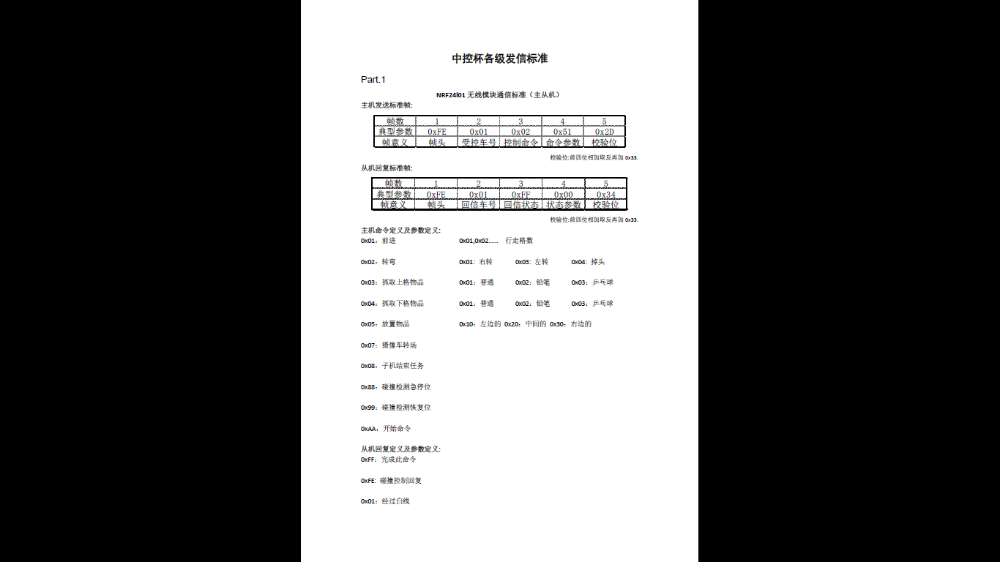 中控杯各级发信标准
Part.1
NRF24l01 无线模块通信标准（主从机）
主机发送标准帧:
帧数 1 2 3 4 5
典型参数 0xFE 0x01 0x02 0x51 0x2D
帧意义 帧头 受控车号 控制命令 命令参数 校验位
校验位:前四位相加取反再加 0x33.
从机回复标准帧:
帧数 1 2 3 4 5
典型参数 0xFE 0x01 0xFF 0x00 0x34
帧意义 帧头 回信车号 回信状态 状态参数 校验位
校验位:前四位相加取反再加 0x33.
主机命令定义及参数定义:
0x01：前进 0x01,0x02...... 行走格数
0x02：转弯 0x01: 右转 0x03: 左转 0x04: 掉头
0x03：抓取上格物品 0x01：普通 0x02：铅笔 0x03：乒乓球
0x04：抓取下格物品 0x01：普通 0x02：铅笔 0x03：乒乓球
0x05：放置物品 0x10：左边的 0x20：中间的 0x30：右边的
0x07：摄像车转场
0x08：子机结束任务
0x88：碰撞检测急停位
0x99：碰撞检测恢复位
0xAA：开始命令
从机回复定义及参数定义:
0xFF：完成此命令
0xFE: 碰撞控制回复
0x01：经过白线